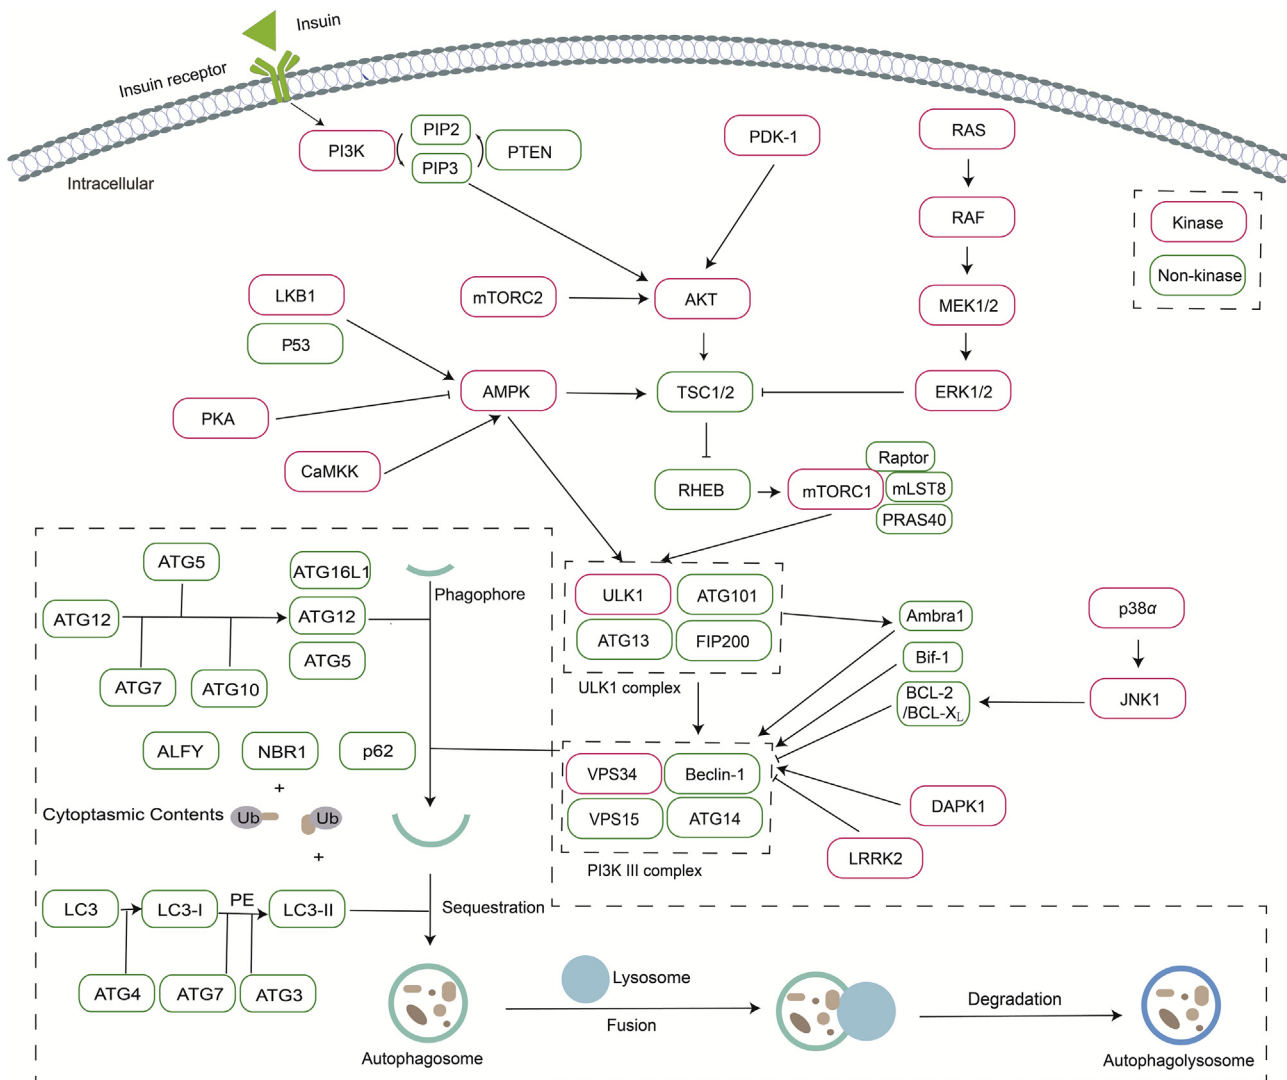 Insuin
Insuin receptor
Intracellular
PI3K
PIP2
PIP3
PTEN
PDK-1
RAS
RAF
MEK1/2
ERK1/2
Kinase
Non-kinase
LKB1
P53
mTORC2
AKT
AMPK
TSC1/2
PKA
CaMKK
RHEB
mTORC1
Raptor
mLST8
PRAS40
ATG5
ATG12
ATG7
ATG10
ATG16L1
ATG12
ATG5
Phagophore
ULK1
ATG101
ATG13
FIP200
ULK1 complex
Ambra1
Bif-1
BCL-2
/BCL-XL
p38α
JNK1
ALFY
NBR1
p62
+
Cytoplasmic Contents
Ub
Ub
+
VPS34
Beclin-1
VPS15
ATG14
PI3K III complex
DAPK1
LRRK2
LC3
LC3-I
PE
LC3-II
Sequestration
ATG4
ATG7
ATG3
Autophagosome
Lysosome
Fusion
Degradation
Autophagolysosome